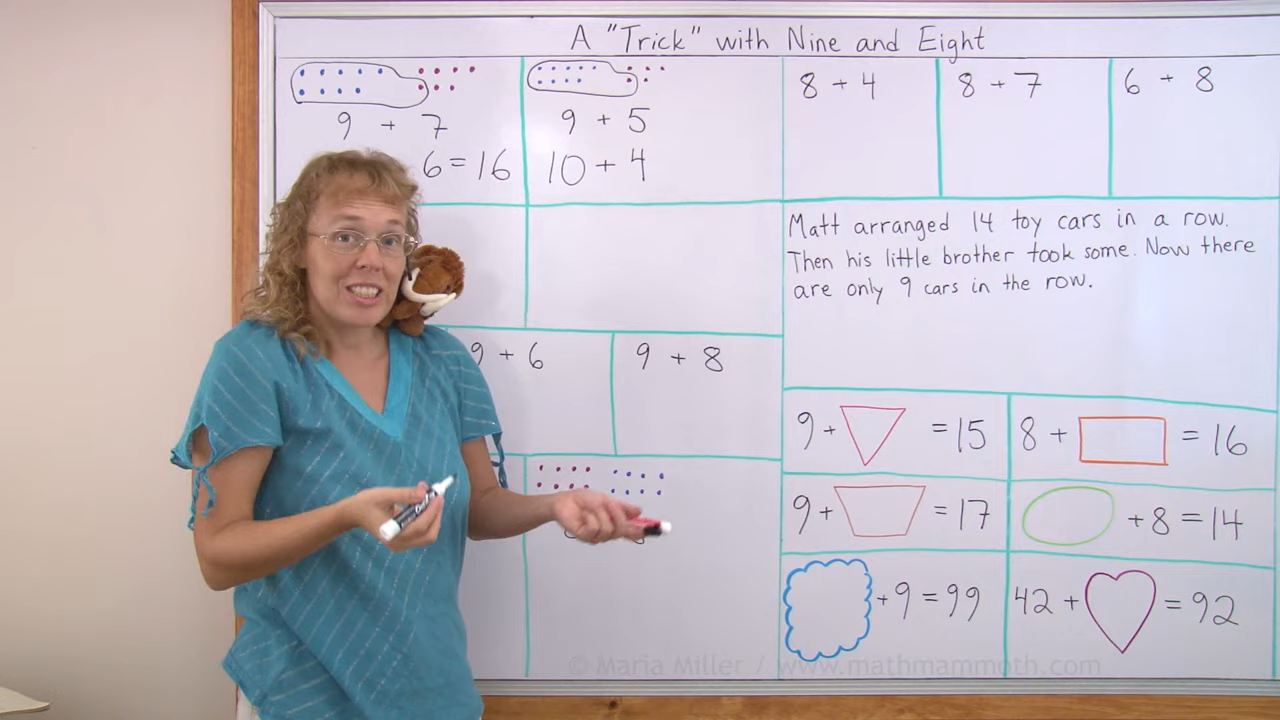 A "Trick" with Nine and Eight
9 + 7
6 = 16
9 + 5
10 + 4
8 + 4
8 + 7
6 + 8
Matt arranged 14 toy cars in a row.
Then his little brother took some. Now there
are only 9 cars in the row.
9 + 6
9 + 8
9 + = 15
8 + = 16
9 + = 17
+ 8 = 14
+ 9 = 99
42 + = 92
© Maria Miller / www.mathmammoth.com